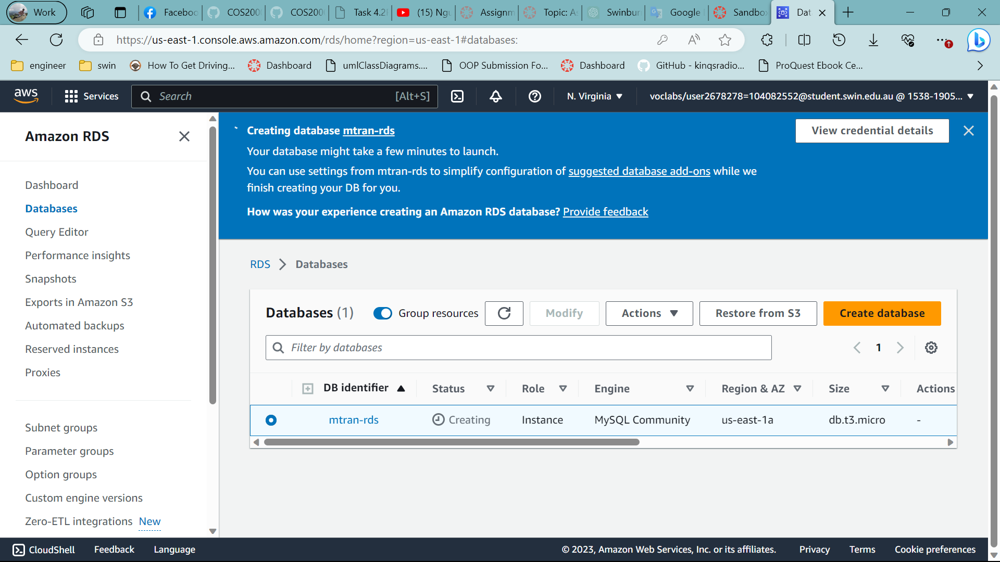 Work
Faceboo
COS200
COS200
Task 4.2
(15) Ngu
Assignm
Topic: As
Swinbur
Google
Sandbo
Dat
https://us-east-1.console.aws.amazon.com/rds/home?region=us-east-1#databases:
engineer
swin
How To Get Driving...
Dashboard
umlClassDiagrams....
OOP Submission Fo...
Dashboard
GitHub - kinqsradio...
ProQuest Ebook Ce...
aws
Services
Search
[Alt+S]
N. Virginia
voclabs/user2678278=104082552@student.swin.edu.au @ 1538-1905...
Amazon RDS
Dashboard
Databases
Query Editor
Performance insights
Snapshots
Exports in Amazon S3
Automated backups
Reserved instances
Proxies
Subnet groups
Parameter groups
Option groups
Custom engine versions
Zero-ETL integrations New
Creating database mtran-rds
View credential details
Your database might take a few minutes to launch.
You can use settings from mtran-rds to simplify configuration of suggested database add-ons while we
finish creating your DB for you.
How was your experience creating an Amazon RDS database? Provide feedback
RDS
Databases
Databases (1)
Group resources
Modify
Actions
Restore from S3
Create database
Filter by databases
1
DB identifier
Status
Role
Engine
Region & AZ
Size
Actions
mtran-rds
Creating
Instance
MySQL Community
us-east-1a
db.t3.micro
-
CloudShell
Feedback
Language
© 2023, Amazon Web Services, Inc. or its affiliates.
Privacy
Terms
Cookie preferences